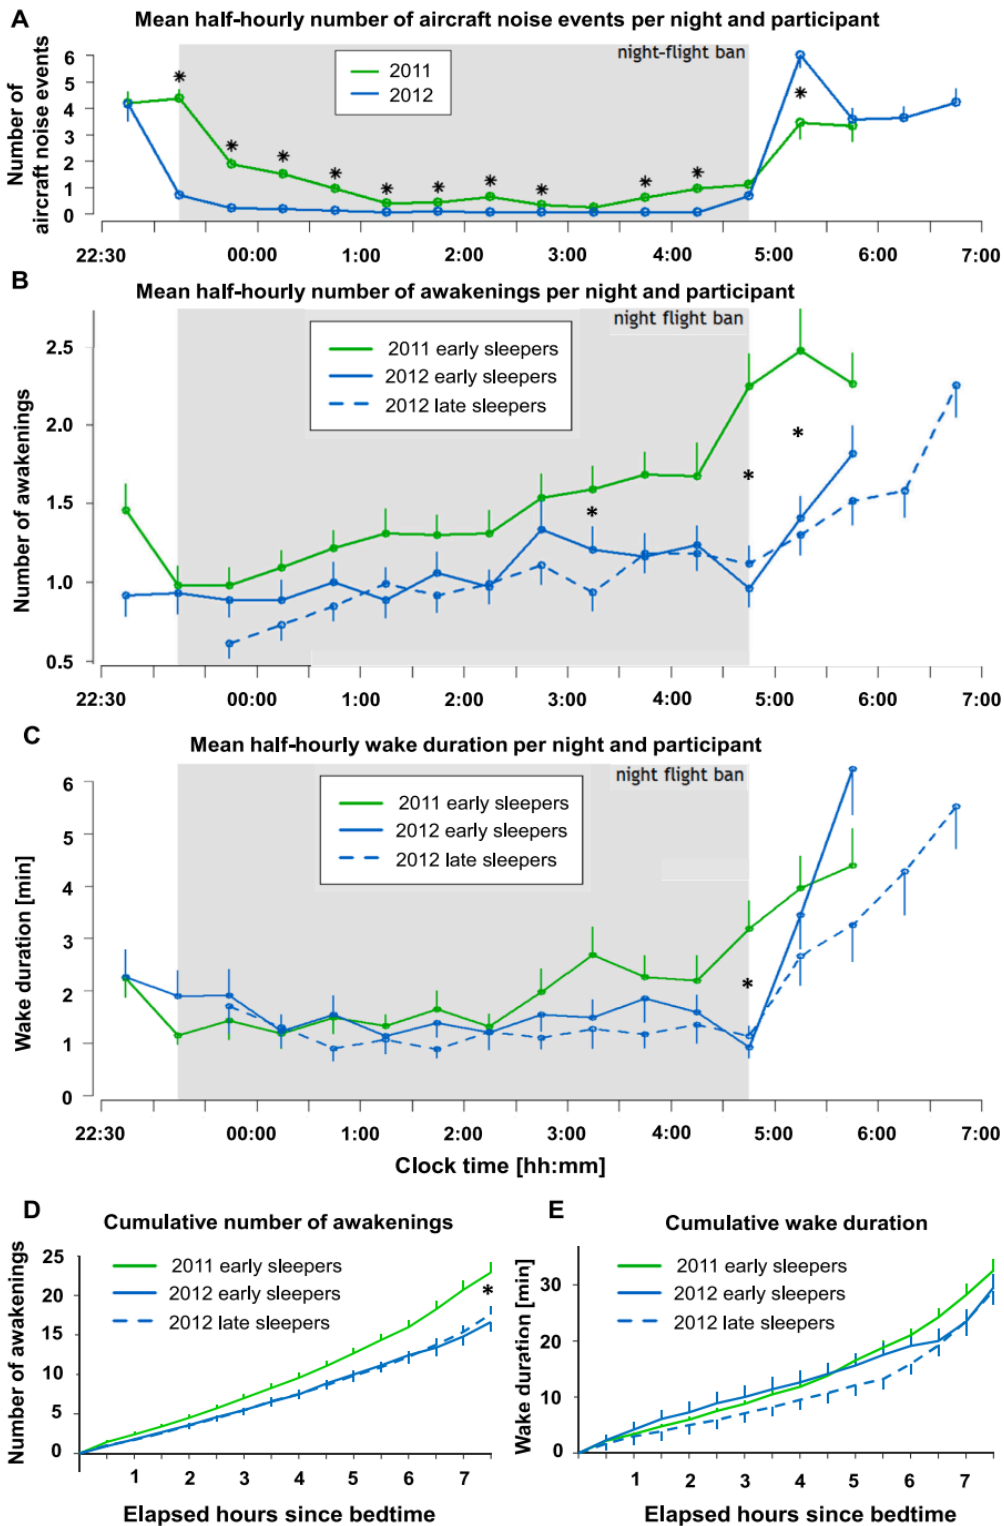 A
Mean half-hourly number of aircraft noise events per night and participant
Number of
aircraft noise events
6
5
4
3
2
1
0
night-flight ban
2011
2012
*
*
*
*
*
*
*
*
*
*
*
22:30
00:00
1:00
2:00
3:00
4:00
5:00
6:00
7:00
B
Mean half-hourly number of awakenings per night and participant
Number of awakenings
2.5
2.0
1.5
1.0
0.5
night flight ban
2011 early sleepers
2012 early sleepers
2012 late sleepers
*
*
*
22:30
00:00
1:00
2:00
3:00
4:00
5:00
6:00
7:00
C
Mean half-hourly wake duration per night and participant
Wake duration [min]
6
5
4
3
2
1
0
night flight ban
2011 early sleepers
2012 early sleepers
2012 late sleepers
*
22:30
00:00
1:00
2:00
3:00
4:00
5:00
6:00
7:00
Clock time [hh:mm]
D
Cumulative number of awakenings
Number of awakenings
25
20
15
10
5
0
2011 early sleepers
2012 early sleepers
2012 late sleepers
*
1
2
3
4
5
6
7
Elapsed hours since bedtime
E
Cumulative wake duration
Wake duration [min]
30
20
10
0
2011 early sleepers
2012 early sleepers
2012 late sleepers
1
2
3
4
5
6
7
Elapsed hours since bedtime